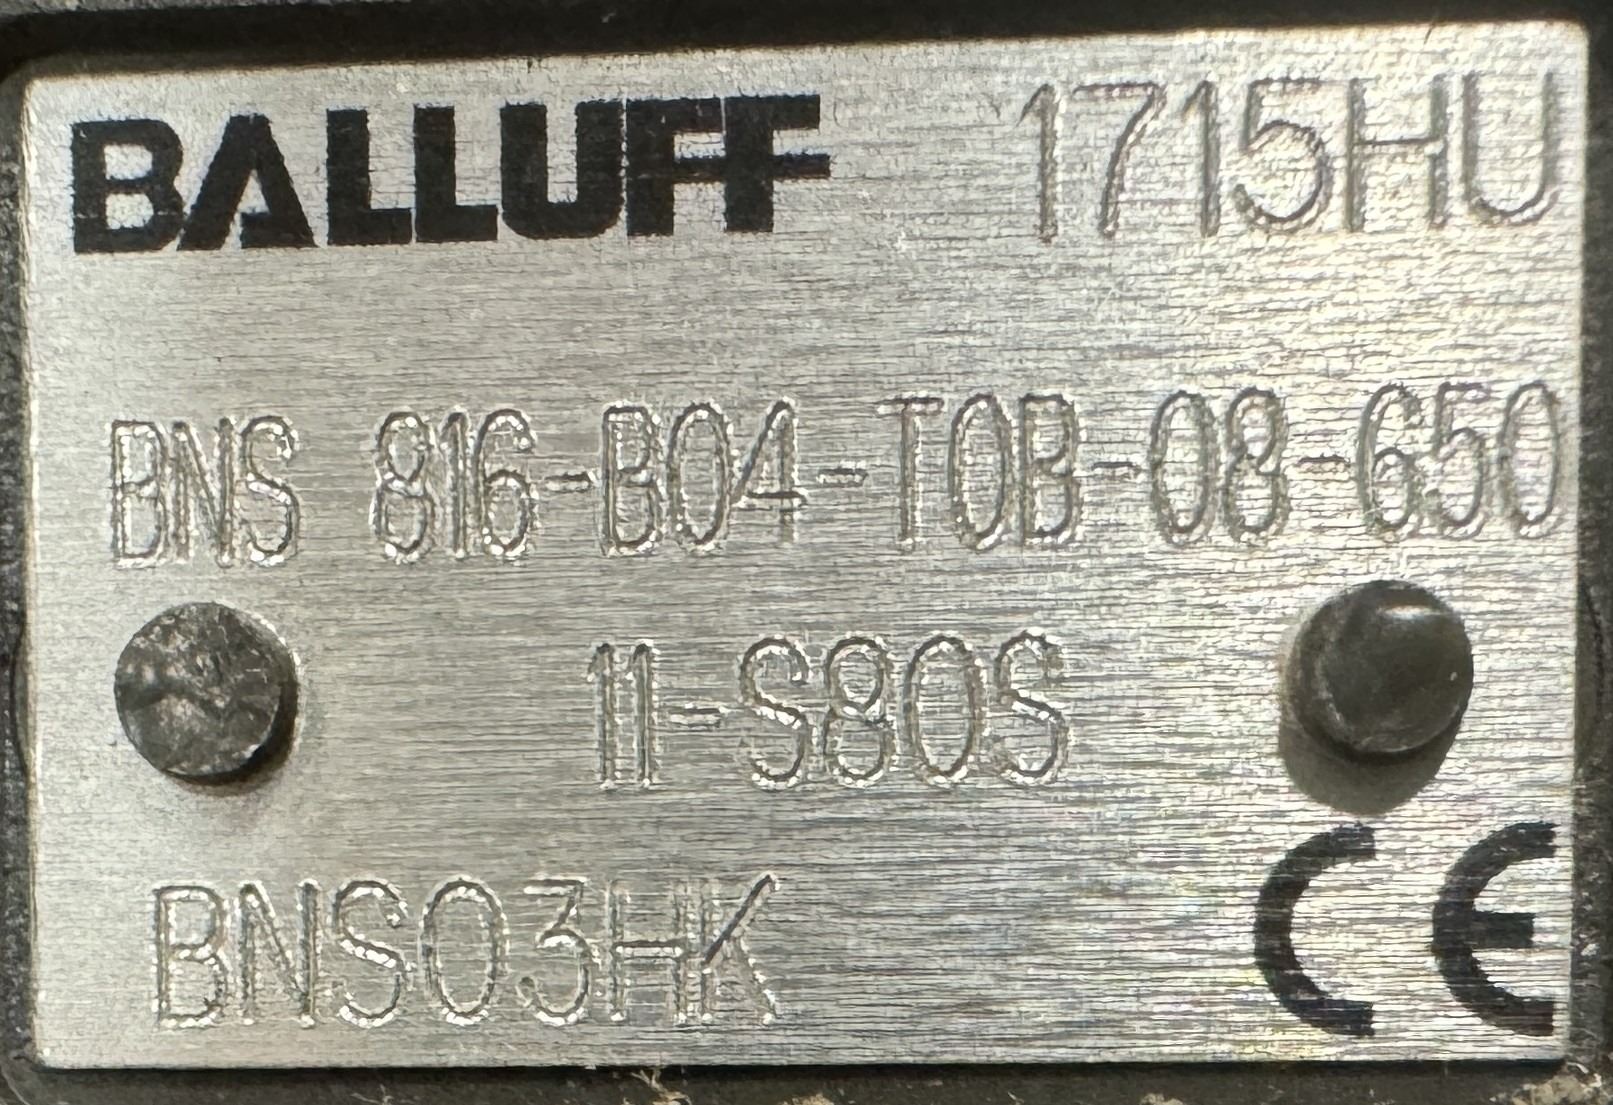 BALLUFF 1715HU
BNS 816-B04-T0B-08-650
11-S80S
BNS03HK
CE